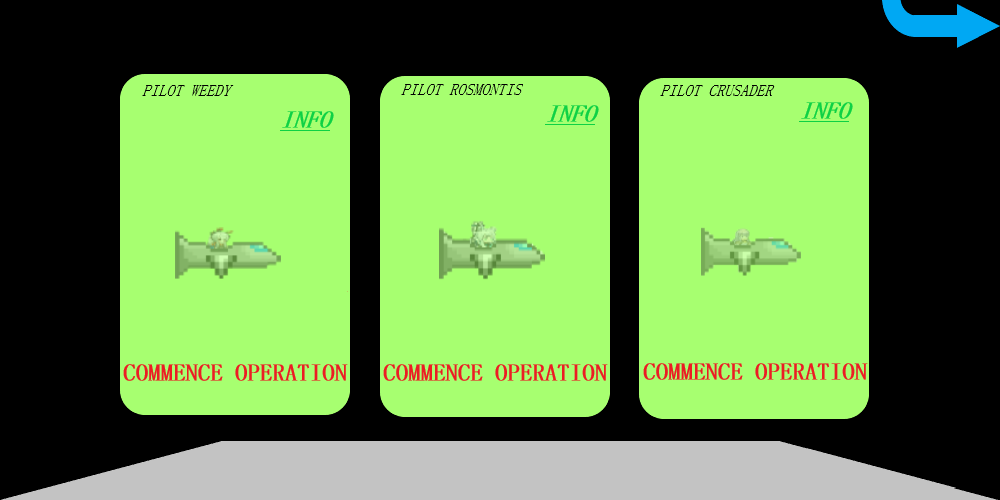 PILOT WEEDY
INFO
COMMENCE OPERATION
PILOT ROSMONTIS
INFO
COMMENCE OPERATION
PILOT CRUSADER
INFO
COMMENCE OPERATION